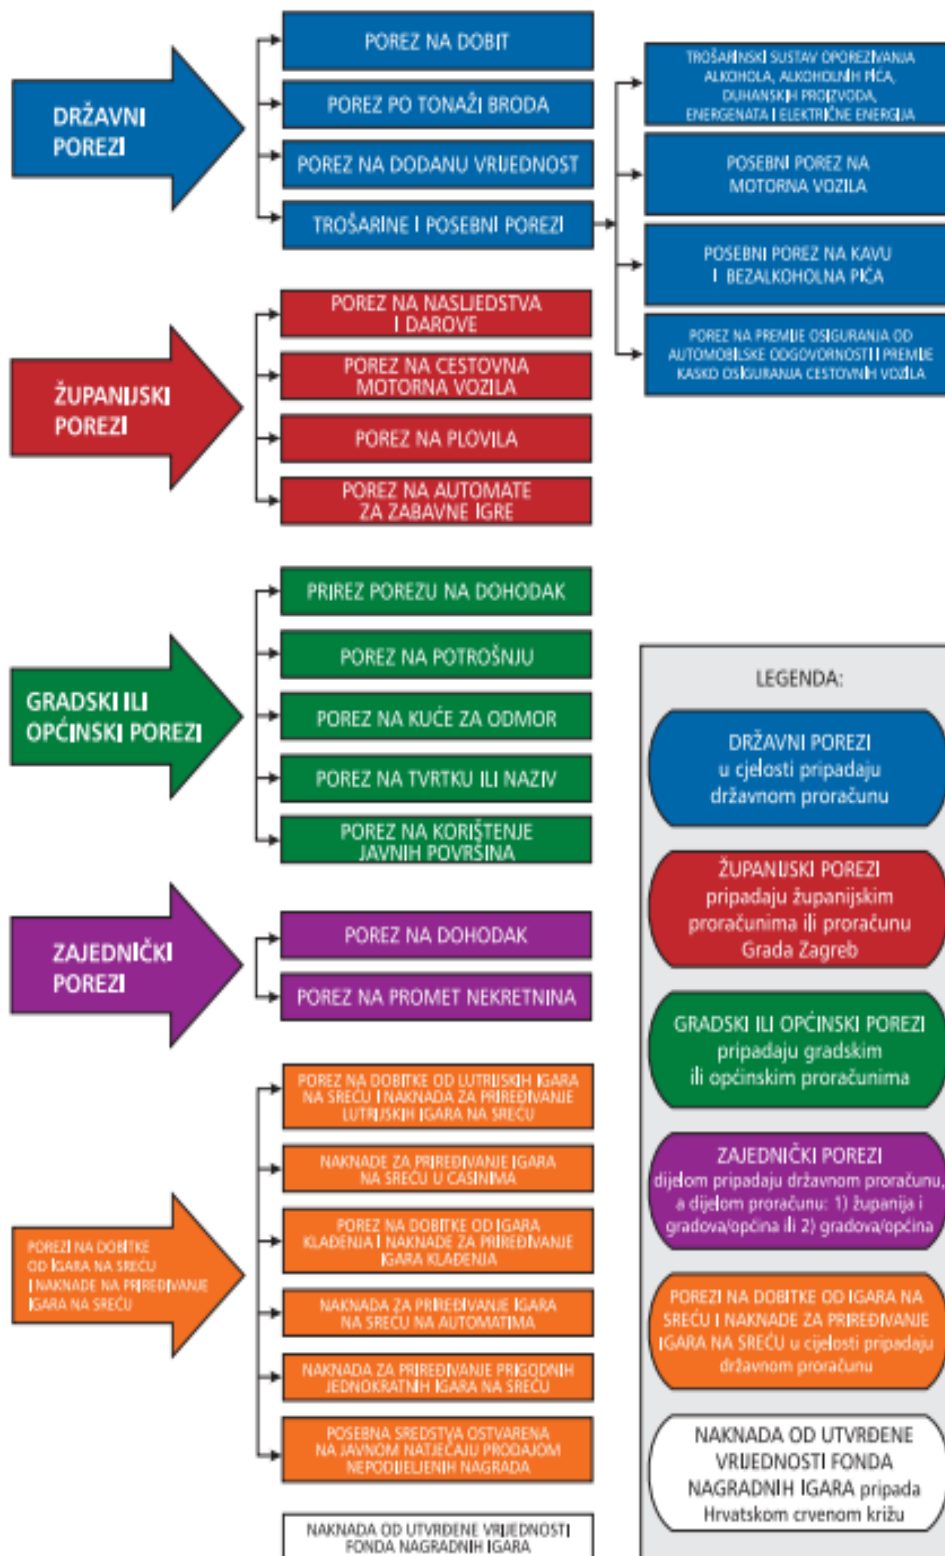 DRŽAVNI
POREZI
POREZ NA DOBIT
POREZ PO TONAŽI BRODA
POREZ NA DODANU VRIJEDNOST
TROŠARINE I POSEBNI POREZI
TROŠARINSKI SUSTAV OPOREZIVANJA
ALKOHOLA, ALKOHOLNIH PIĆA,
DUHANSKIH PROIZVODA,
ENERGENATA I ELEKTRIČNE ENERGIJA
POSEBNI POREZ NA
MOTORNA VOZILA
POSEBNI POREZ NA KAVU
I BEZALKOHOLNA PIĆA
POREZ NA PREMIJE OSIGURANJA OD
AUTOMOBILSKE ODGOVORNOSTI I PREMIJE
KASKO OSIGURANJA CESTOVNIH VOZILA
ŽUPANIJSKI
POREZI
POREZ NA NASLJEDSTVA
I DAROVE
POREZ NA CESTOVNA
MOTORNA VOZILA
POREZ NA PLOVILA
POREZ NA AUTOMATE
ZA ZABAVNE IGRE
GRADSKI ILI
OPĆINSKI POREZI
PRIREZ POREZU NA DOHODAK
POREZ NA POTROŠNJU
POREZ NA KUĆE ZA ODMOR
POREZ NA TVRTKU ILI NAZIV
POREZ NA KORIŠTENJE
JAVNIH POVRŠINA
ZAJEDNIČKI
POREZI
POREZ NA DOHODAK
POREZ NA PROMET NEKRETNINA
POREZI NA DOBITKE
OD IGARA NA SREĆU
I NAKNADE NA PRIREĐIVANJE
IGARA NA SREĆU
POREZ NA DOBITKE OD LUTRIJSKIH IGARA
NA SREĆU I NAKNADA ZA PRIREĐIVANJE
LUTRIJSKIH IGARA NA SREĆU
NAKNADE ZA PRIREĐIVANJE IGARA
NA SREĆU U CASINIMA
POREZ NA DOBITKE OD IGARA
KLAĐENJA I NAKNADE ZA PRIREĐIVANJE
IGARA KLAĐENJA
NAKNADA ZA PRIREĐIVANJE IGARA
NA SREĆU NA AUTOMATIMA
NAKNADA ZA PRIREĐIVANJE PRIGODNIH
JEDNOKRATNIH IGARA NA SREĆU
POSEBNA SREDSTVA OSTVARENA
NA JAVNOM NATJEČAJU PRODAJOM
NEPODIJELJENIH NAGRADA
NAKNADA OD UTVRĐENE VRIJEDNOSTI
FONDA NAGRADNIH IGARA
LEGENDA:
DRŽAVNI POREZI
u cjelosti pripadaju
državnom proračunu
ŽUPANIJSKI POREZI
pripadaju županijskim
proračunima ili proračunu
Grada Zagreb
GRADSKI ILI OPĆINSKI POREZI
pripadaju gradskim
ili općinskim proračunima
ZAJEDNIČKI POREZI
dijelom pripadaju državnom proračunu,
a dijelom proračunu: 1) županija i
gradova/općina ili 2) gradova/općina
POREZI NA DOBITKE OD IGARA NA
SREĆU I NAKNADE ZA PRIREĐIVANJE
IGARA NA SREĆU u cijelosti pripadaju
državnom proračunu
NAKNADA OD UTVRĐENE
VRIJEDNOSTI FONDA
NAGRADNIH IGARA pripada
Hrvatskom crvenom križu